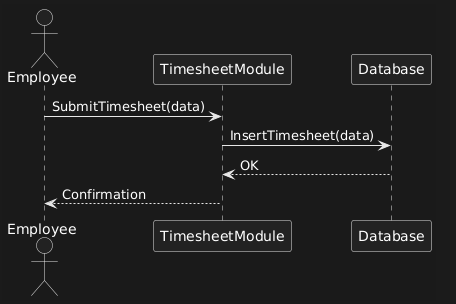 Employee
TimesheetModule
Database
SubmitTimesheet(data)
InsertTimesheet(data)
OK
Confirmation
Employee
TimesheetModule
Database